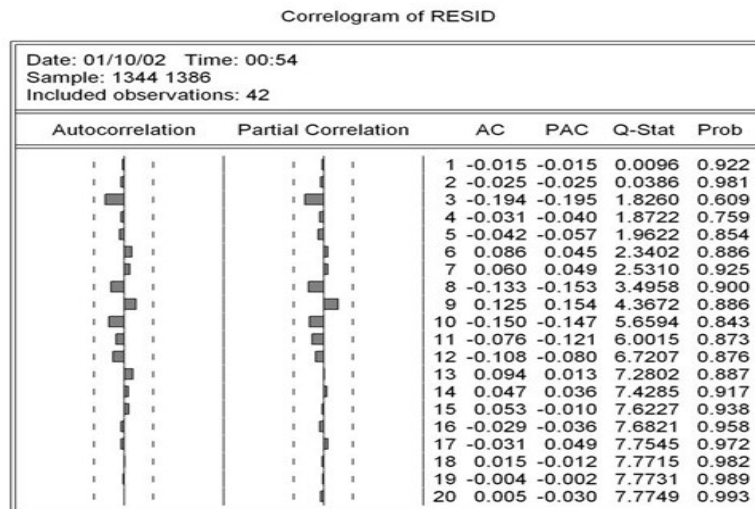 Correlogram of RESID
Date: 01/10/02 Time: 00:54
Sample: 1344 1386
Included observations: 42
Autocorrelation Partial Correlation AC PAC Q-Stat Prob
1 -0.015 -0.015 0.0096 0.922
2 -0.025 -0.025 0.0386 0.981
3 -0.194 -0.195 1.8260 0.609
4 -0.031 -0.040 1.8722 0.759
5 -0.042 -0.057 1.9622 0.854
6 0.086 0.045 2.3402 0.886
7 0.060 0.049 2.5310 0.925
8 -0.133 -0.153 3.4958 0.900
9 0.125 0.154 4.3672 0.886
10 -0.150 -0.147 5.6594 0.843
11 -0.076 -0.121 6.0015 0.873
12 -0.108 -0.080 6.7207 0.876
13 0.094 0.013 7.2802 0.887
14 0.047 0.036 7.4285 0.917
15 0.053 -0.010 7.6227 0.938
16 -0.029 -0.036 7.6821 0.958
17 -0.031 0.049 7.7545 0.972
18 0.015 -0.012 7.7715 0.982
19 -0.004 -0.002 7.7731 0.989
20 0.005 -0.030 7.7749 0.993